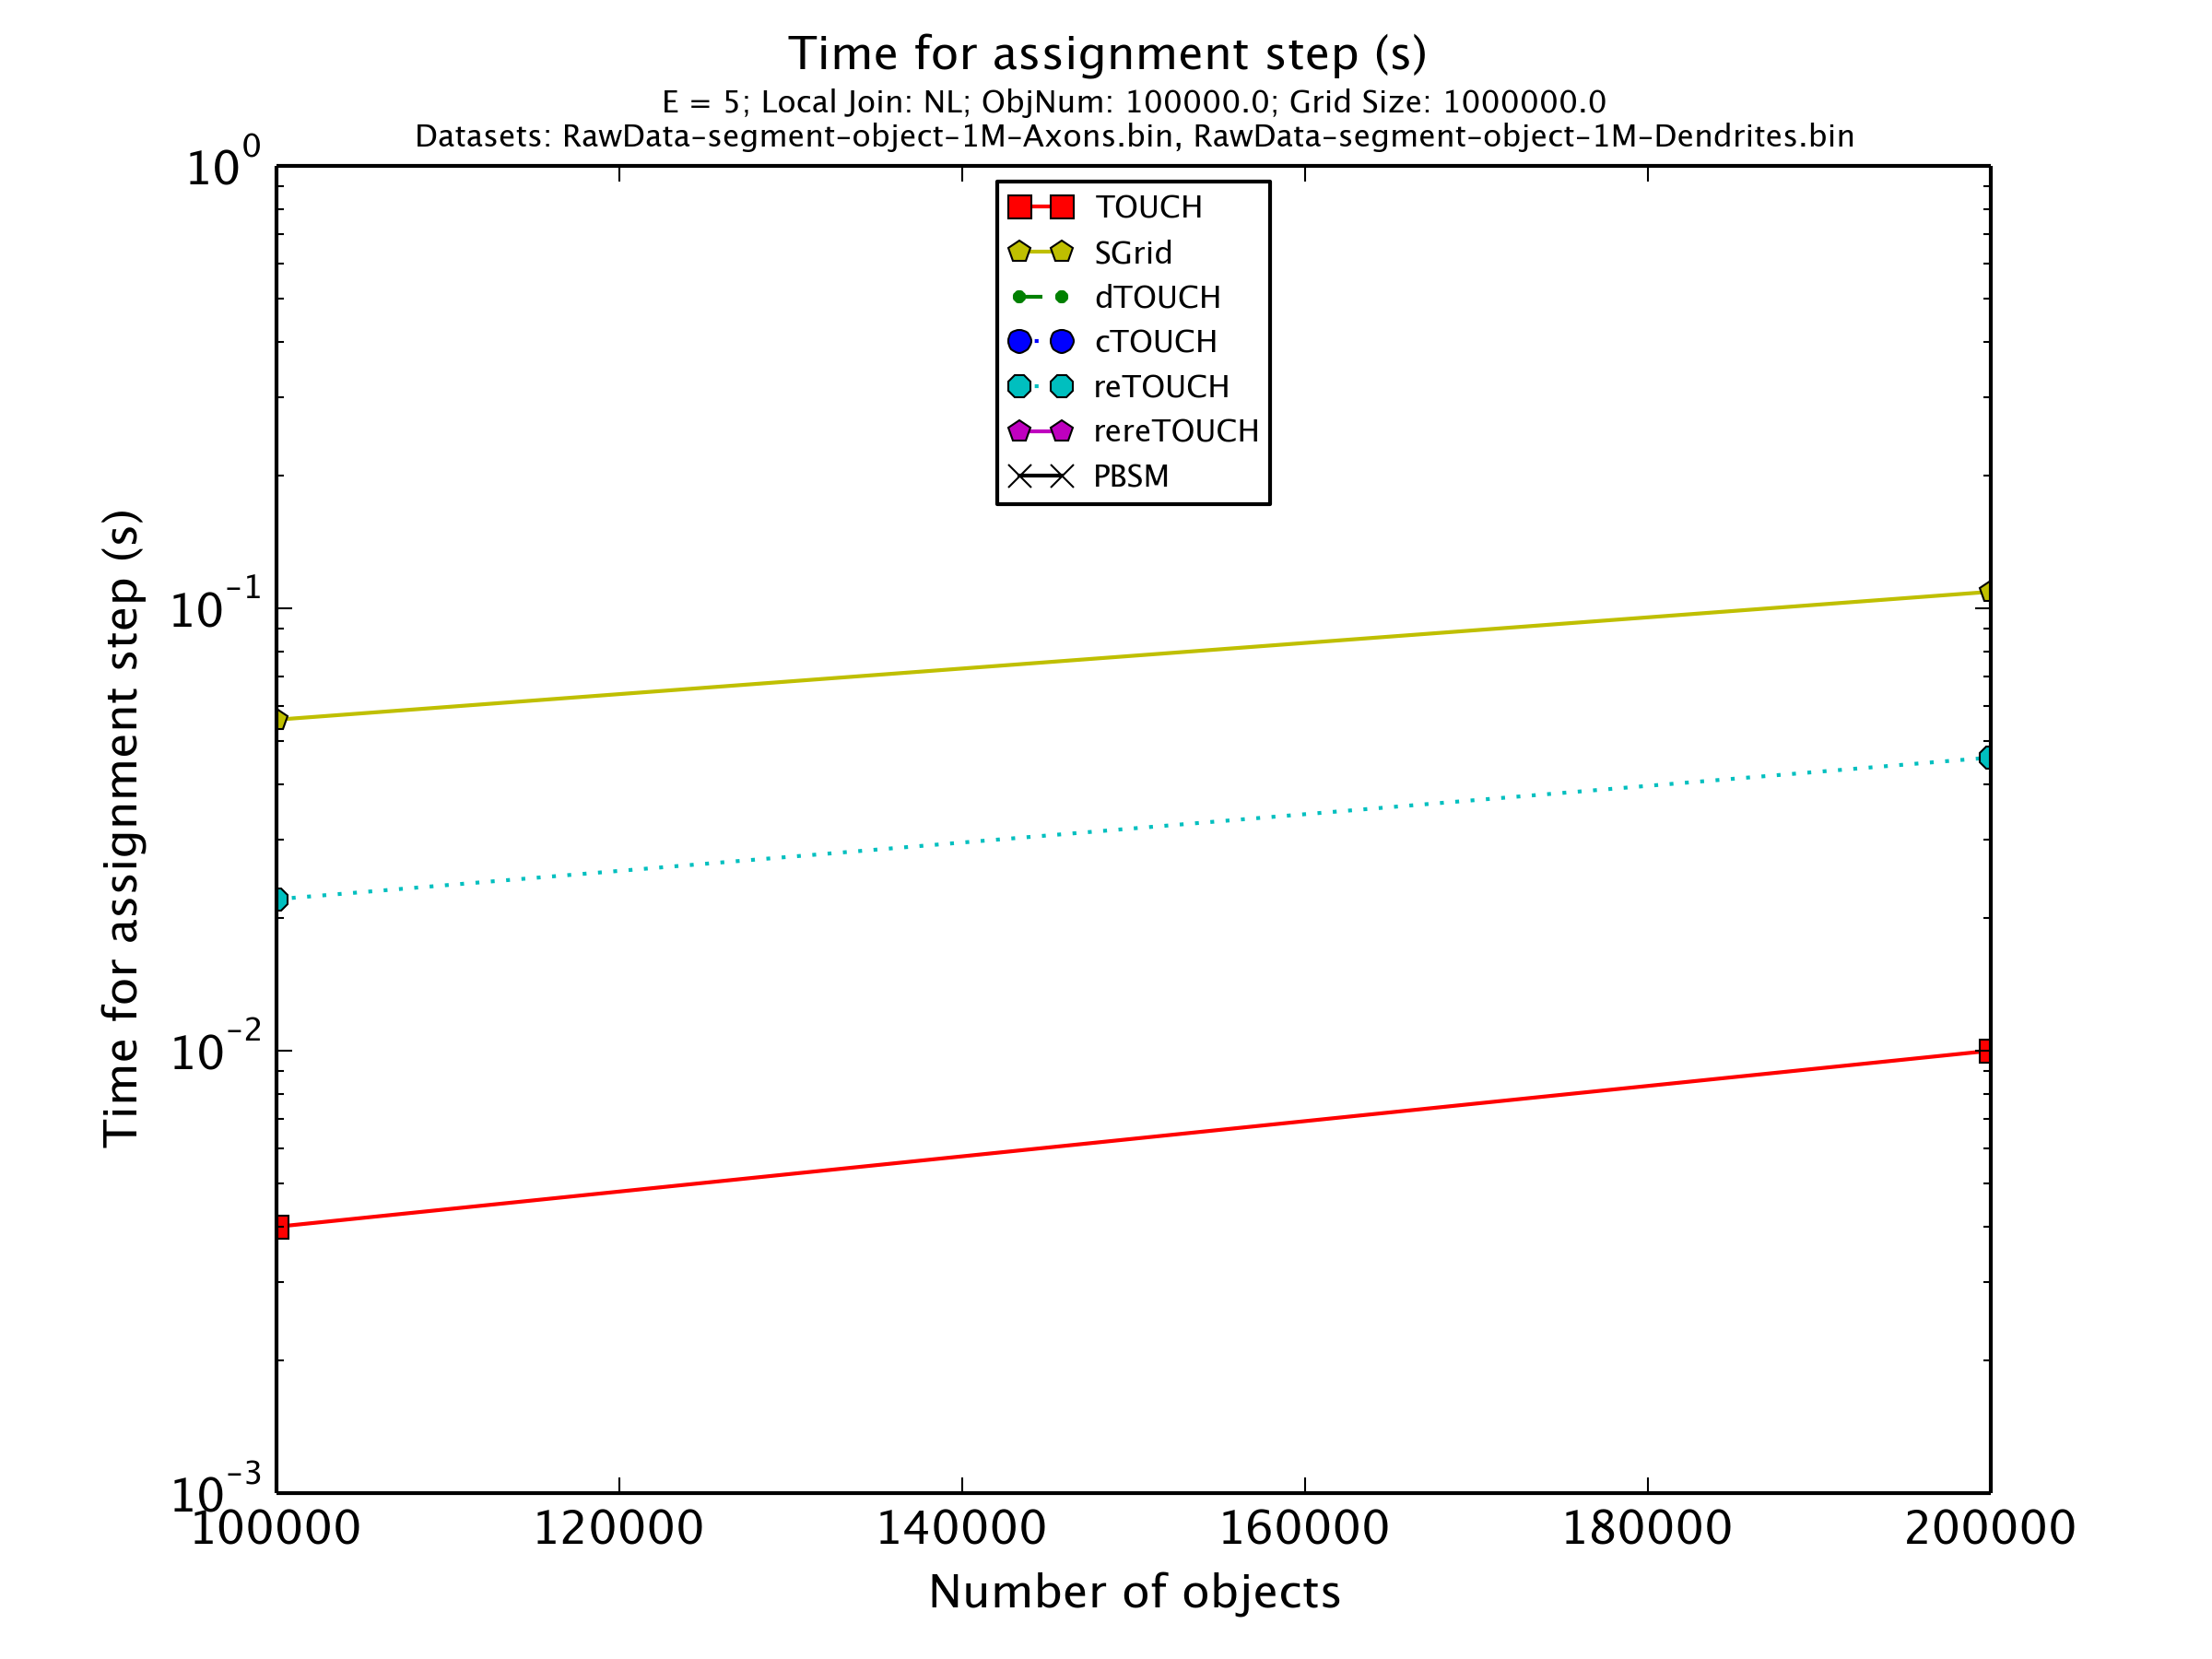 Time for assignment step (s)
E = 5; Local Join: NL; ObjNum: 100000.0; Grid Size: 1000000.0
Datasets: RawData-segment-object-1M-Axons.bin, RawData-segment-object-1M-Dendrites.bin
TOUCH
SGrid
dTOUCH
cTOUCH
reTOUCH
rereTOUCH
PBSM
Time for assignment step (s)
10^0
10^-1
10^-2
10^-3
100000 120000 140000 160000 180000 200000
Number of objects